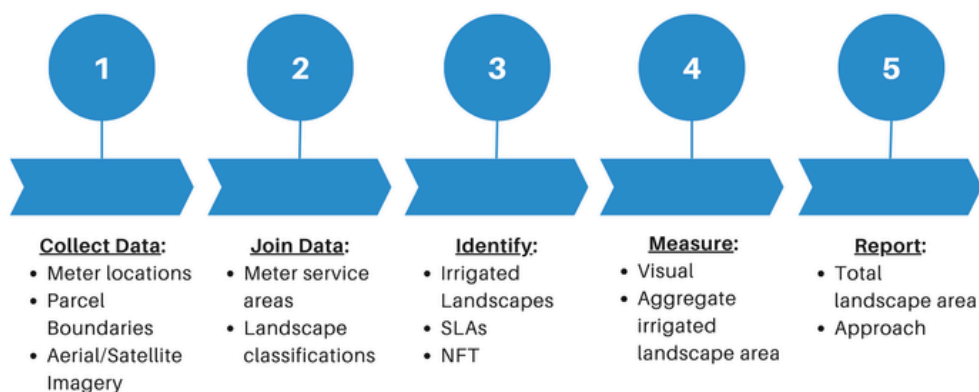 1
2
3
4
5
Collect Data:
• Meter locations
• Parcel
Boundaries
• Aerial/Satellite
Imagery
Join Data:
• Meter service
areas
• Landscape
classifications
Identify:
• Irrigated
Landscapes
• SLAs
• NFT
Measure:
• Visual
• Aggregate
irrigated
landscape area
Report:
• Total
landscape area
• Approach